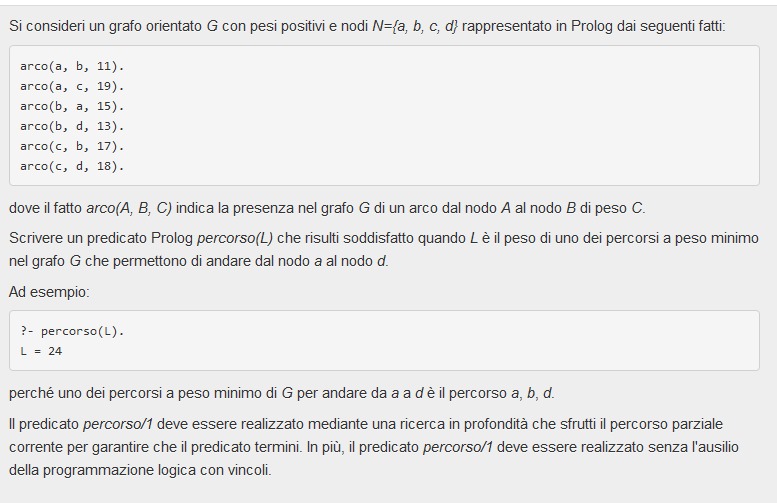 Si consideri un grafo orientato G con pesi positivi e nodi N={a, b, c, d} rappresentato in Prolog dai seguenti fatti:
arco(a, b, 11).
arco(a, c, 19).
arco(b, a, 15).
arco(b, d, 13).
arco(c, b, 17).
arco(c, d, 18).
dove il fatto arco(A, B, C) indica la presenza nel grafo G di un arco dal nodo A al nodo B di peso C.
Scrivere un predicato Prolog percorso(L) che risulti soddisfatto quando L è il peso di uno dei percorsi a peso minimo
nel grafo G che permettono di andare dal nodo a al nodo d.
Ad esempio:
?- percorso(L).
L = 24
perché uno dei percorsi a peso minimo di G per andare da a a d è il percorso a, b, d.
Il predicato percorso/1 deve essere realizzato mediante una ricerca in profondità che sfrutti il percorso parziale
corrente per garantire che il predicato termini. In più, il predicato percorso/1 deve essere realizzato senza l'ausilio
della programmazione logica con vincoli.